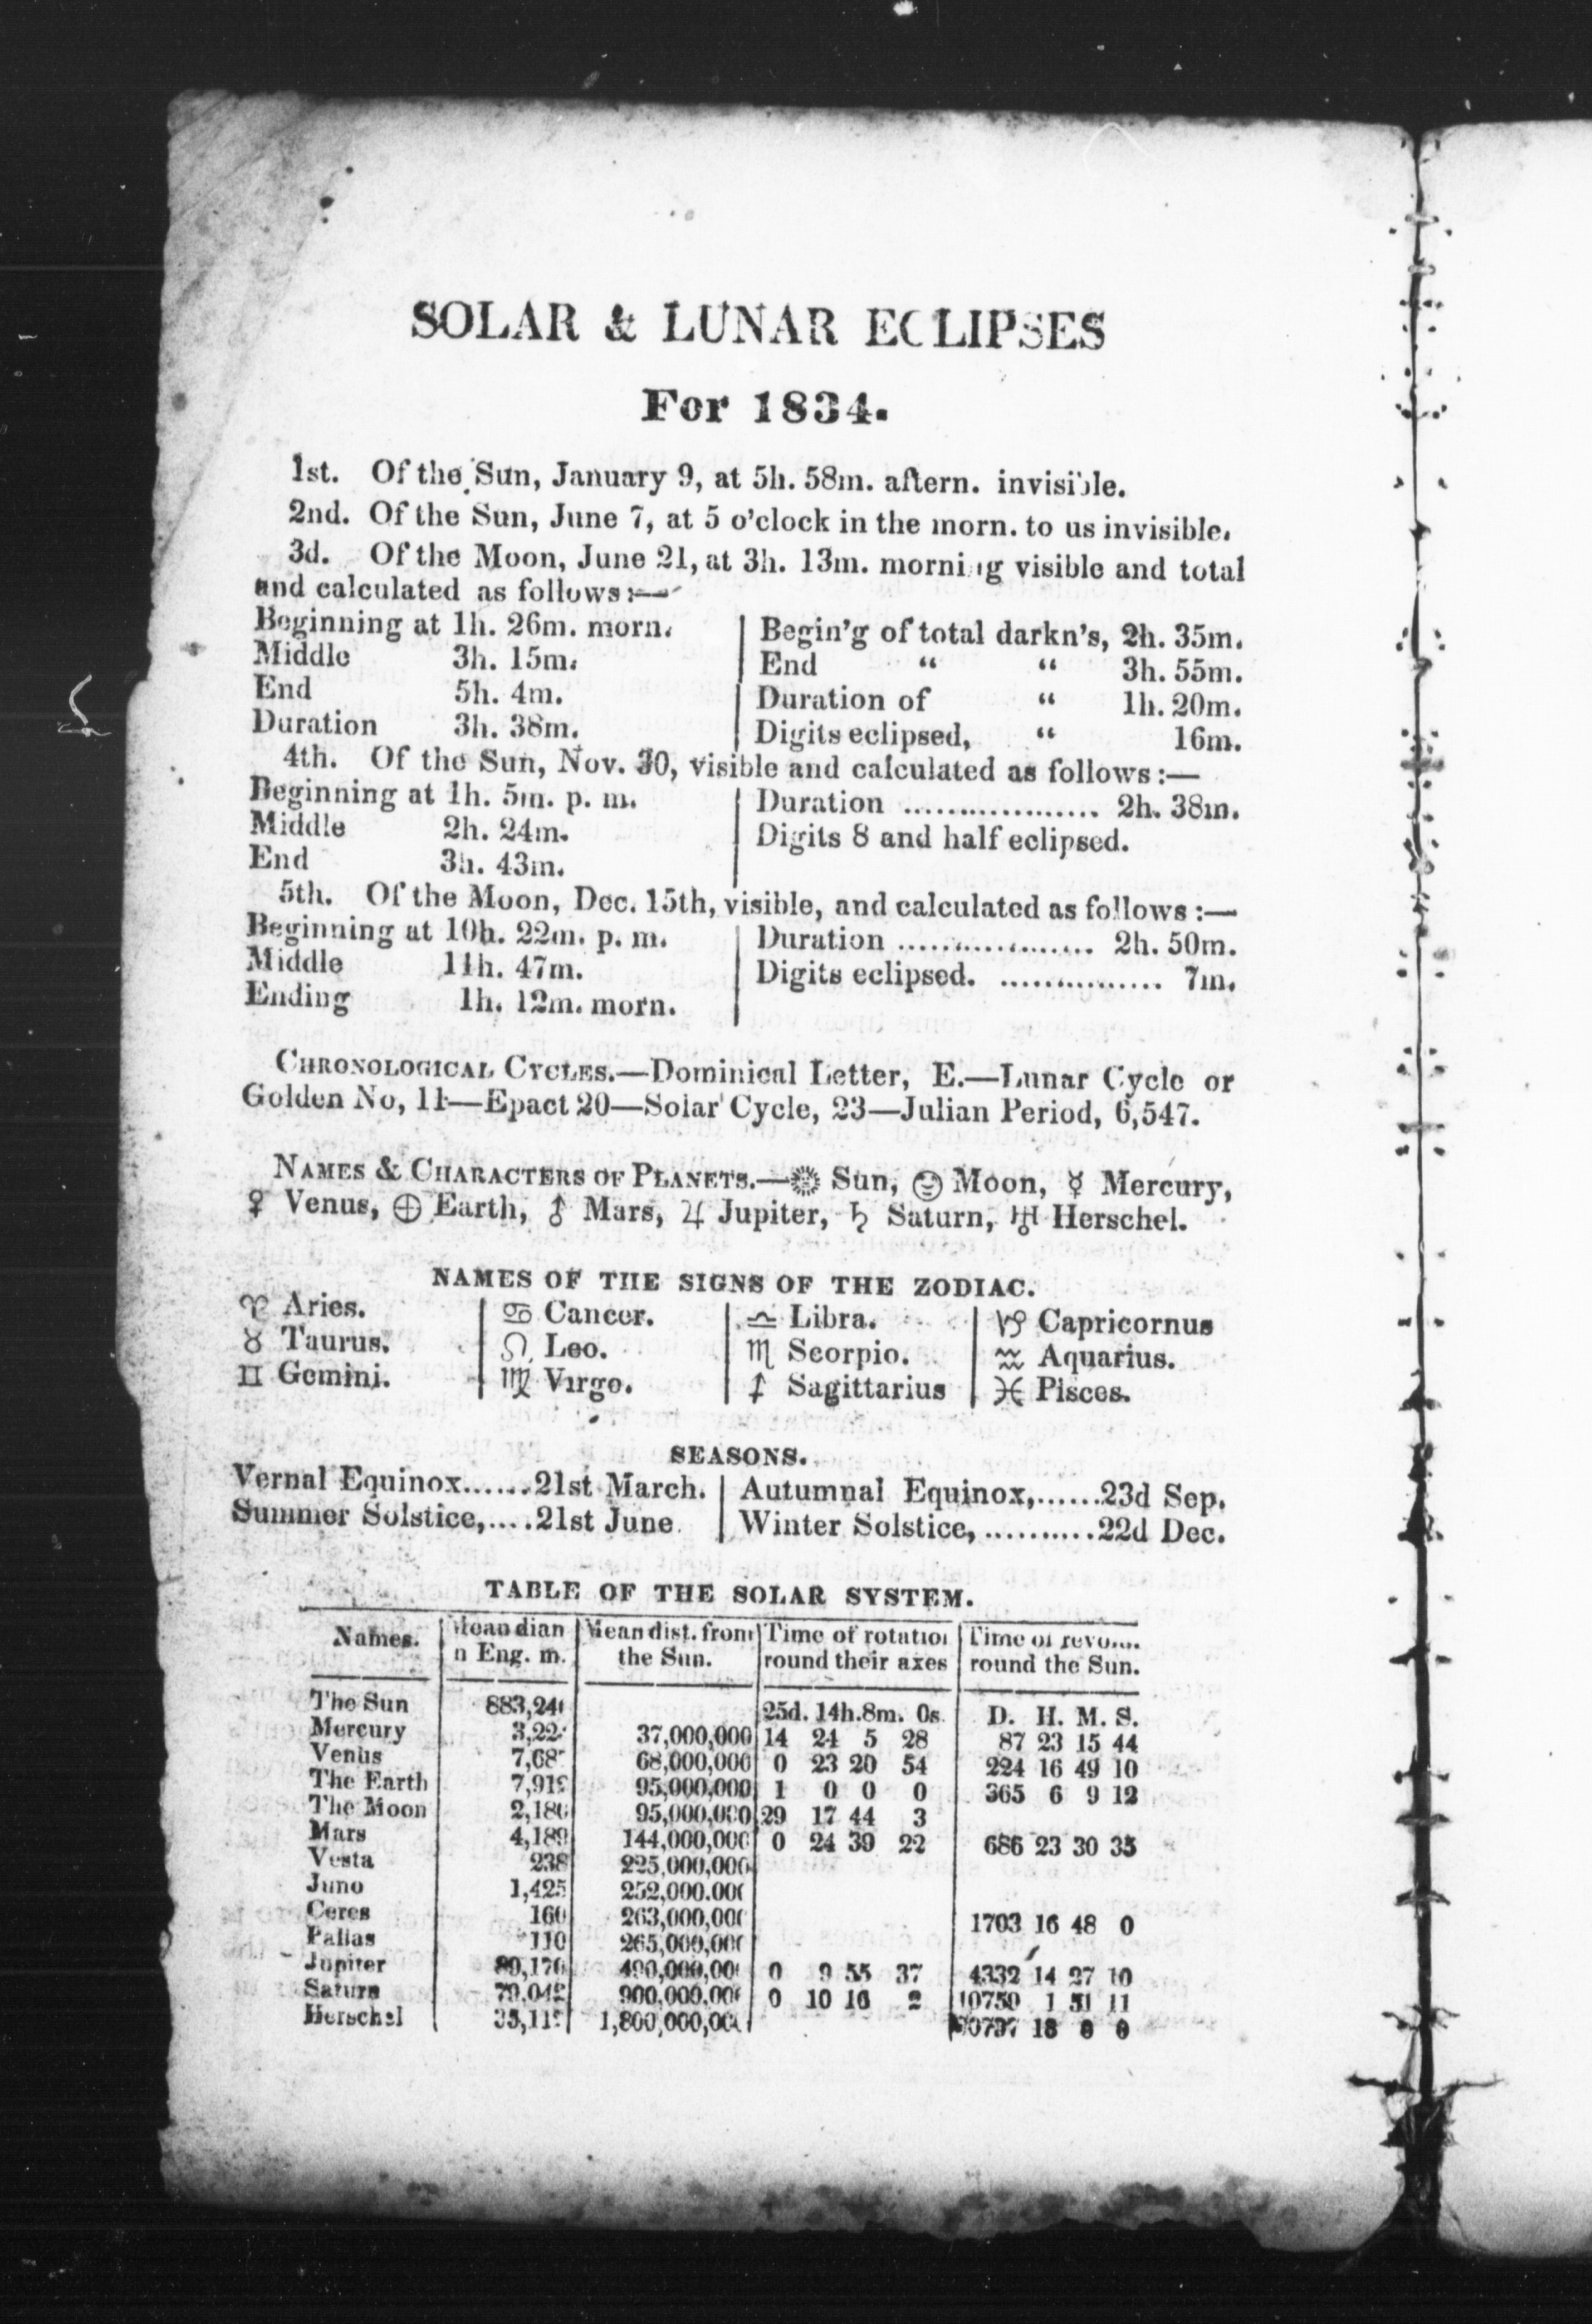 SOLAR & LUNAR ECLIPSES
For 1834.
1st. Of the Sun, January 9, at 5h. 58m. aftern. invisible.
2nd. Of the Sun, June 7, at 5 o'clock in the morn. to us invisible.
3d. Of the Moon, June 21, at 3h. 13m. morning visible and total
and calculated as follows:—
Beginning at 1h. 26m. morn. | Begin'g of total darkn's, 2h. 35m.
Middle 3h. 15m. | End " " 3h. 55m.
End 5h. 4m. | Duration of " 1h. 20m.
Duration 3h. 38m. | Digits eclipsed, " 16m.
4th. Of the Sun, Nov. 30, visible and calculated as follows:—
Beginning at 1h. 5m. p. m. | Duration .................. 2h. 38m.
Middle 2h. 24m. | Digits 8 and half eclipsed.
End 3h. 43m.
5th. Of the Moon, Dec. 15th, visible, and calculated as follows:—
Beginning at 10h. 22m. p. m. | Duration .................. 2h. 50m.
Middle 11h. 47m. | Digits eclipsed. ............... 7m.
Ending 1h. 12m. morn.
CHRONOLOGICAL CYCLES.—Dominical Letter, E.—Lunar Cycle or
Golden No, 11—Epact 20—Solar Cycle, 23—Julian Period, 6,547.
NAMES & CHARACTERS OF PLANETS.—☼ Sun, ☺ Moon, ☿ Mercury,
♀ Venus, ⊕ Earth, ♂ Mars, ♃ Jupiter, ♄ Saturn, ♅ Herschel.
NAMES OF THE SIGNS OF THE ZODIAC.
♈ Aries. | ♋ Cancer. | ♎ Libra. | ♑ Capricornus
♉ Taurus. | ♌ Leo. | ♏ Scorpio. | ♒ Aquarius.
♊ Gemini. | ♍ Virgo. | ♐ Sagittarius | ♓ Pisces.
SEASONS.
Vernal Equinox......21st March. | Autumnal Equinox,......23d Sep.
Summer Solstice,....21st June. | Winter Solstice, ..........22d Dec.
TABLE OF THE SOLAR SYSTEM.
Names. | Mean diam | Mean dist. from | Time of rotation | Time of revolu.
n Eng. m. | the Sun. | round their axes | round the Sun.
The Sun | | | 25d. 14h. 8m. 0s. | D. H. M. S.
Mercury | | 37,000,000 | 14 24 5 28 | 87 23 15 44
Venus | | 68,000,000 | 0 23 20 54 | 224 16 49 10
The Earth | | 95,000,000 | 1 0 0 0 | 365 6 9 12
The Moon | | 95,000,000 | 29 17 44 3
Mars | 4,189 | 144,000,000 | 0 24 39 22 | 686 23 30 35
Vesta | 238 | 225,000,000
Juno | 1,425 | 252,000.000
Ceres | 160 | 263,000,000 | | 1703 16 48 0
Pallas | 110 | 265,000,000
Jupiter | 89,170 | 490,000,000 | 0 9 55 37 | 4332 14 27 10
Saturn | 79,042 | 900,000,000 | 0 10 16 2 | 10759 1 51 11
Herschel | | 1,800,000,000